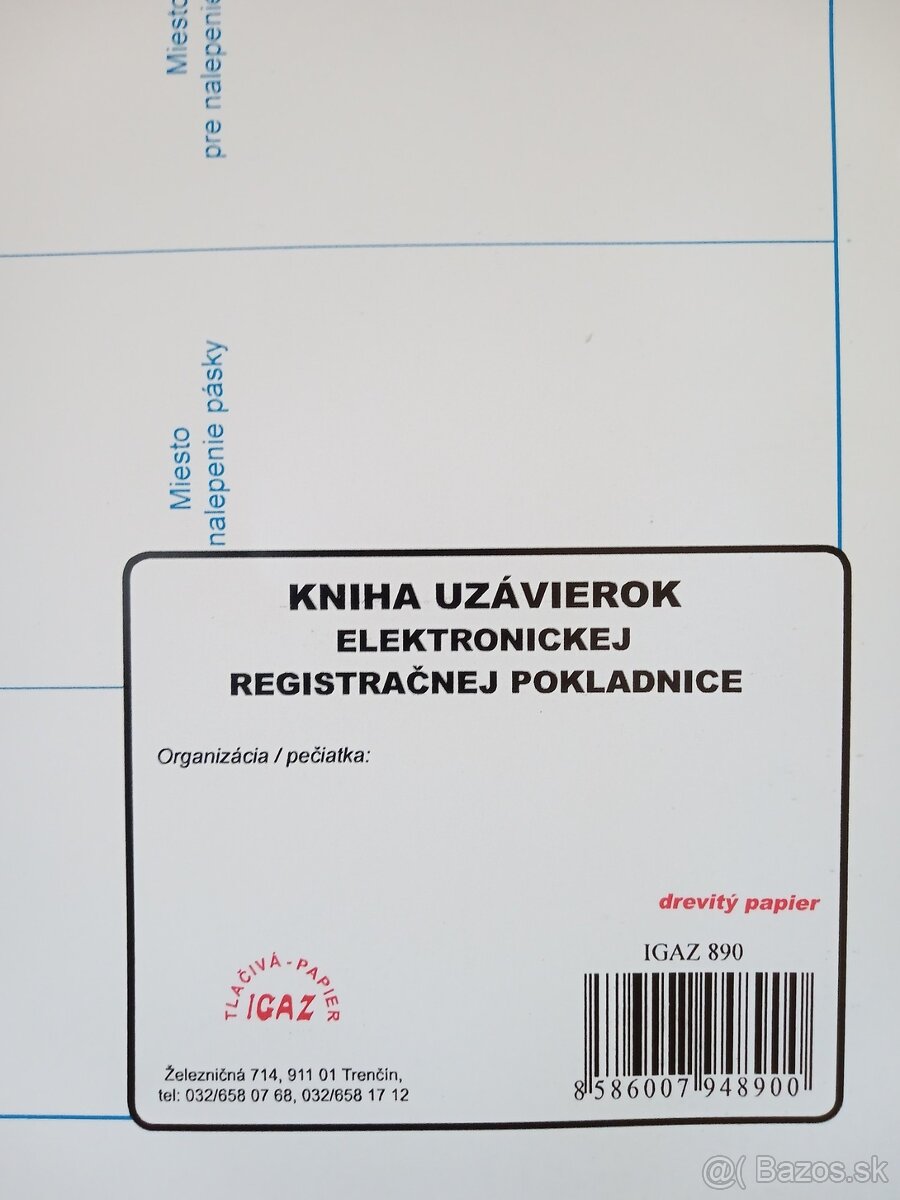 Miesto
pre nalepenie
Miesto
nalepenie pásky
KNIHA UZÁVIEROK
ELEKTRONICKEJ
REGISTRAČNEJ POKLADNICE
Organizácia / pečiatka:
drevitý papier
IGAZ 890
TLAČIVÁ - PAPIER
IGAZ
8 586007 948900
Železničná 714, 911 01 Trenčín,
tel: 032/658 07 68, 032/658 17 12
@( Bazos.sk